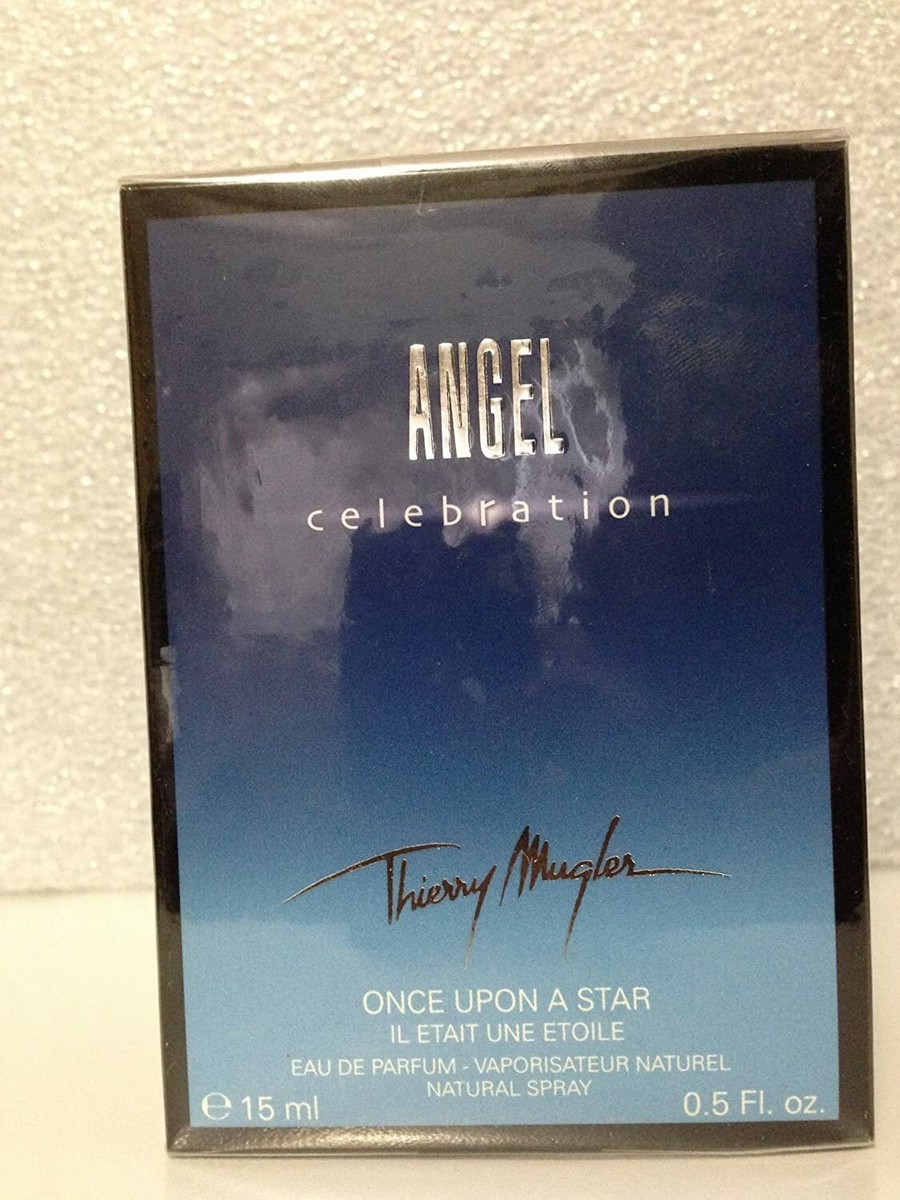 ANGEL
celebration
Thierry Mugler
ONCE UPON A STAR
IL ETAIT UNE ETOILE
EAU DE PARFUM - VAPORISATEUR NATUREL
NATURAL SPRAY
℮ 15 ml 0.5 Fl. oz.